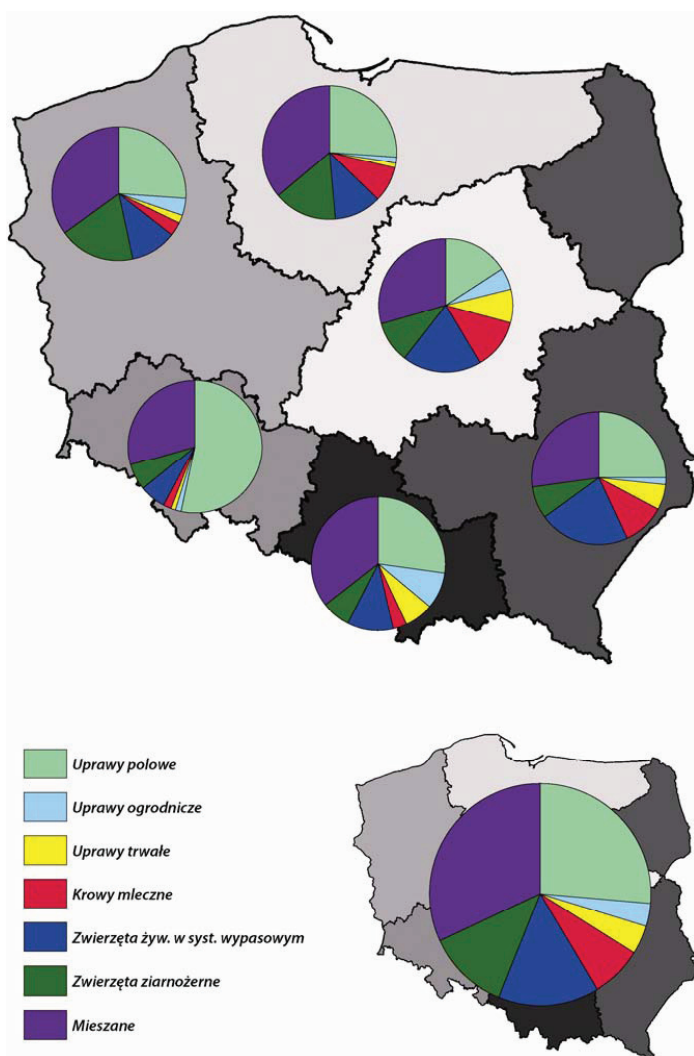 Uprawy polowe
Uprawy ogrodnicze
Uprawy trwałe
Krowy mleczne
Zwierzęta żyw. w syst. wypasowym
Zwierzęta ziarnożerne
Mieszane